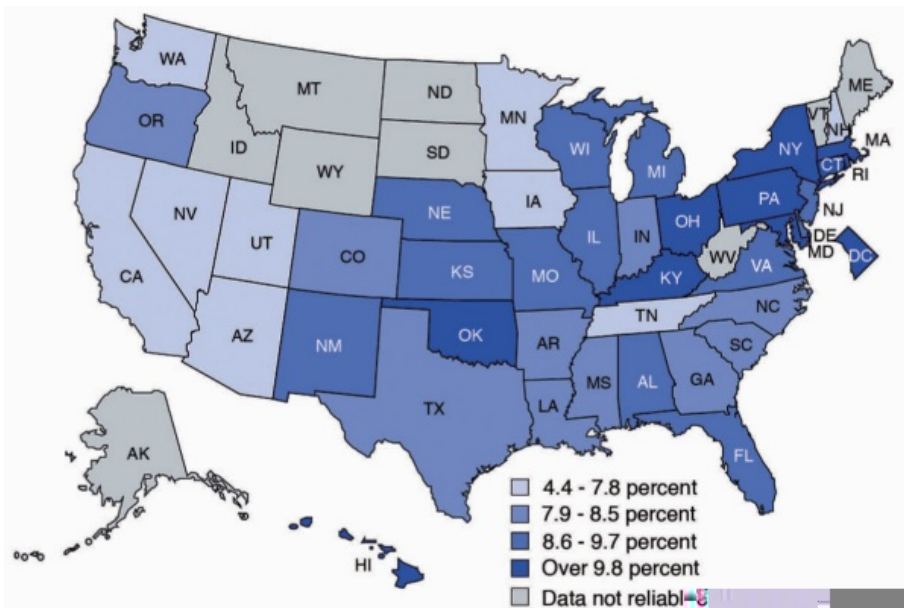 WA
MT
ND
MN
ME
VT
NH
MA
OR
ID
SD
WI
MI
NY
CT
RI
WY
IA
PA
NJ
NV
NE
IL
IN
OH
DE
MD
DC
UT
CO
KS
MO
WV
VA
CA
KY
AZ
NM
OK
AR
TN
NC
SC
TX
LA
MS
AL
GA
FL
AK
HI
4.4 - 7.8 percent
7.9 - 8.5 percent
8.6 - 9.7 percent
Over 9.8 percent
Data not